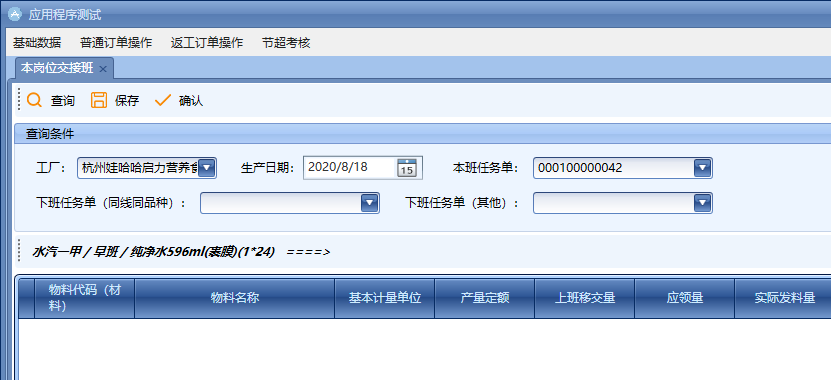 应用程序测试
基础数据 普通订单操作 返工订单操作 节超考核
本岗位交接班 ×
查询 保存 确认
查询条件
工厂： 杭州娃哈哈启力营养食 生产日期： 2020/8/18 15 本班任务单： 000100000042
下班任务单（同线同品种）： 下班任务单（其他）：
水汽一甲 / 早班 / 纯净水596ml(裹膜)(1*24) ====>
物料代码（材料） 物料名称 基本计量单位 产量定额 上班移交量 应领量 实际发料量